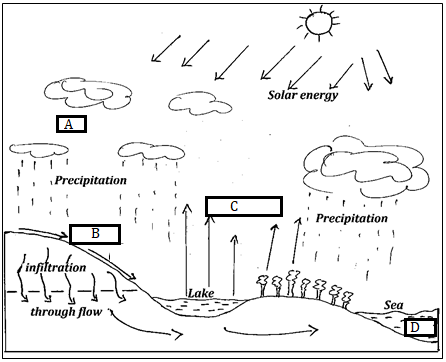 Solar energy
A
Precipitation
C
Precipitation
B
infiltration
Lake
Sea
through flow
D